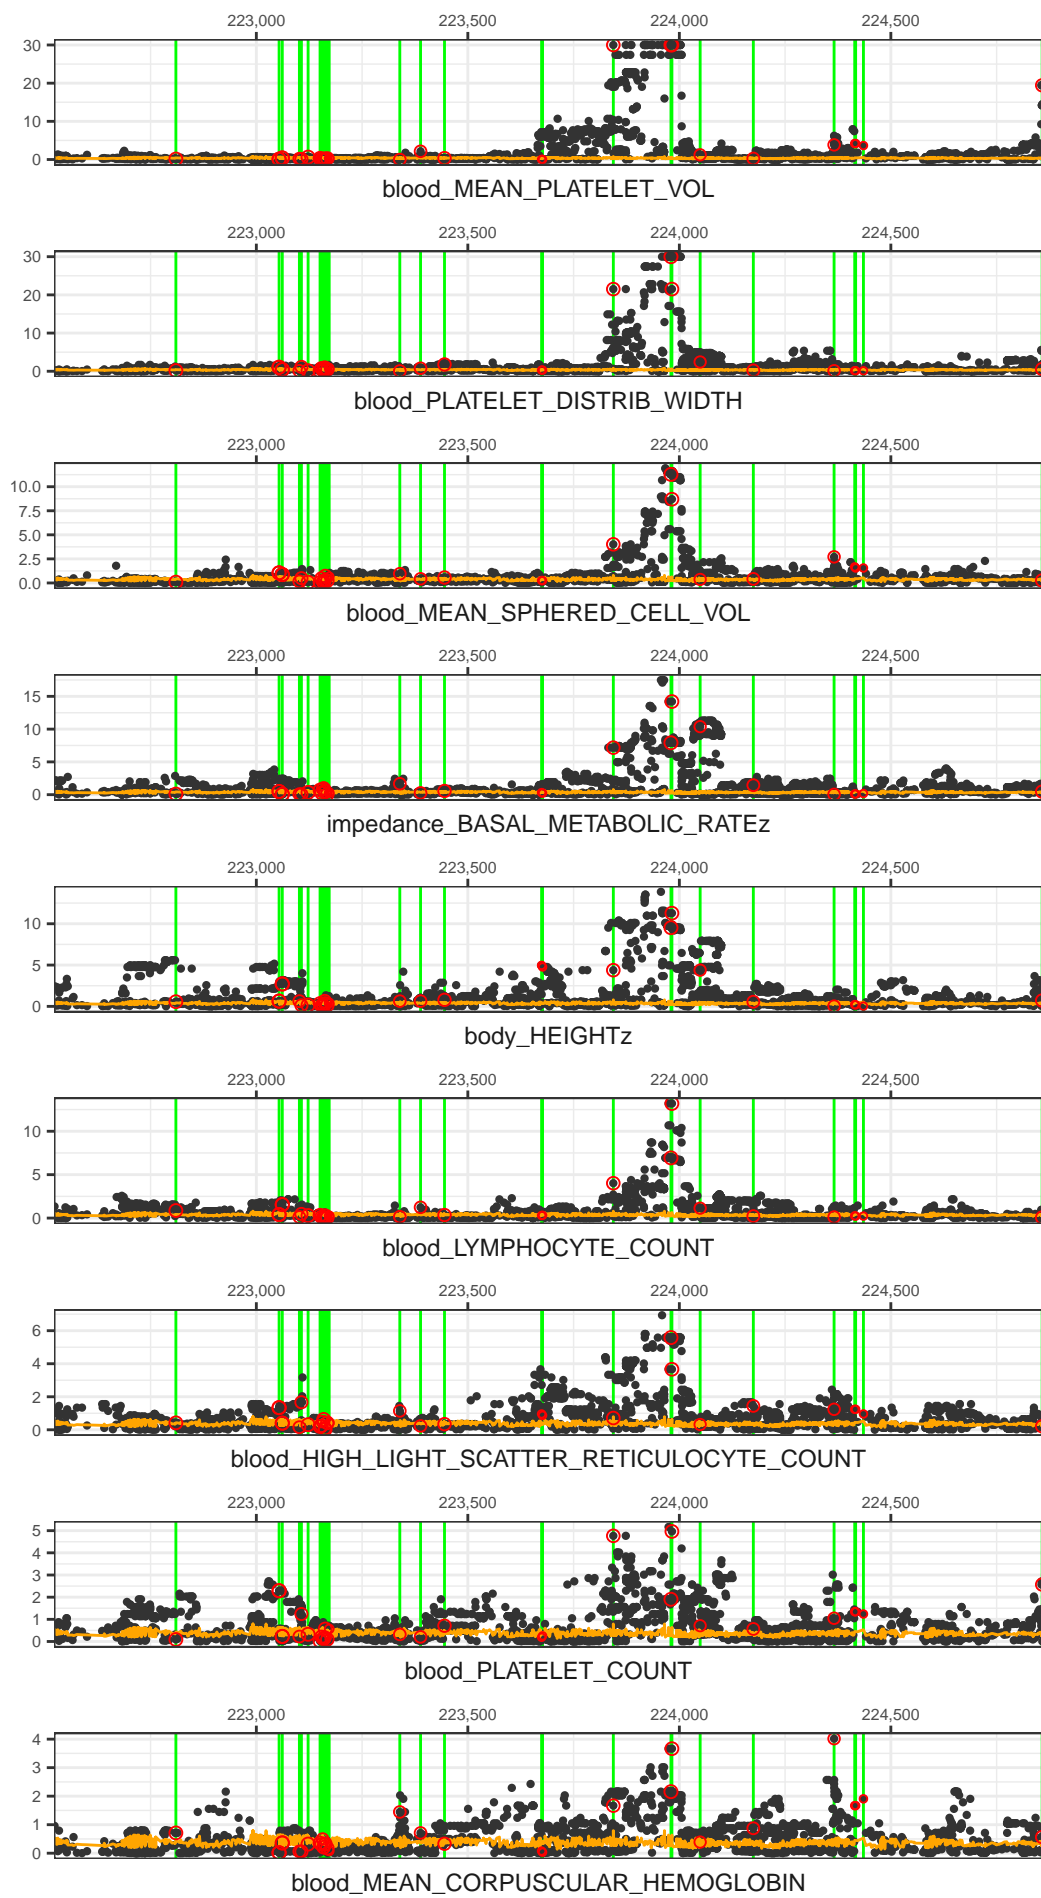 223,000 223,500 224,000 224,500
30
20
10
0
blood_MEAN_PLATELET_VOL
223,000 223,500 224,000 224,500
30
20
10
0
blood_PLATELET_DISTRIB_WIDTH
223,000 223,500 224,000 224,500
10.0
7.5
5.0
2.5
0.0
blood_MEAN_SPHERED_CELL_VOL
223,000 223,500 224,000 224,500
15
10
5
0
impedance_BASAL_METABOLIC_RATEz
223,000 223,500 224,000 224,500
10
5
0
body_HEIGHTz
223,000 223,500 224,000 224,500
10
5
0
blood_LYMPHOCYTE_COUNT
223,000 223,500 224,000 224,500
6
4
2
0
blood_HIGH_LIGHT_SCATTER_RETICULOCYTE_COUNT
223,000 223,500 224,000 224,500
5
4
3
2
1
0
blood_PLATELET_COUNT
223,000 223,500 224,000 224,500
4
3
2
1
0
blood_MEAN_CORPUSCULAR_HEMOGLOBIN